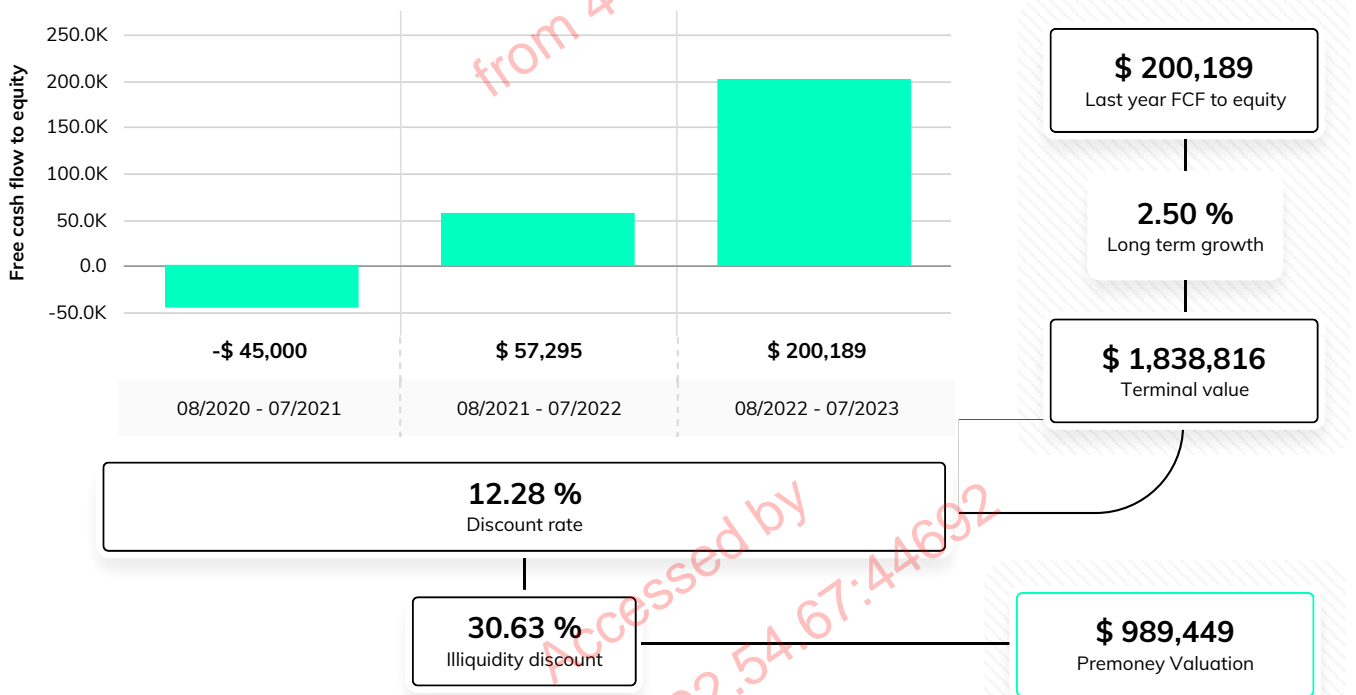 Free cash flow to equity
250.0K
200.0K
150.0K
100.0K
50.0K
0.0
-50.0K
-$ 45,000
$ 57,295
$ 200,189
08/2020 - 07/2021
08/2021 - 07/2022
08/2022 - 07/2023
$ 200,189
Last year FCF to equity
2.50 %
Long term growth
$ 1,838,816
Terminal value
12.28 %
Discount rate
30.63 %
Illiquidity discount
$ 989,449
Premoney Valuation
from 4
Accessed by
92.54.67:44692